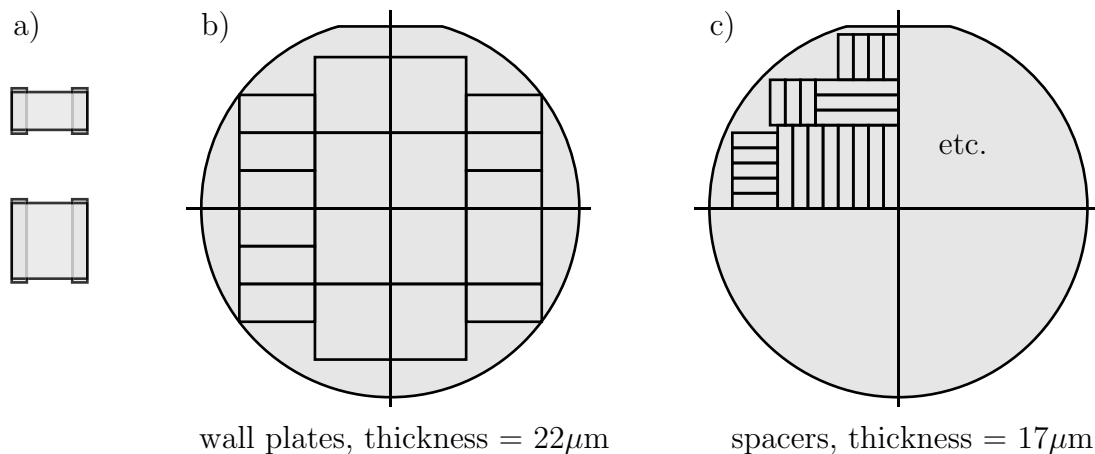 a)
b)
c)
etc.
wall plates, thickness = 22μm
spacers, thickness = 17μm